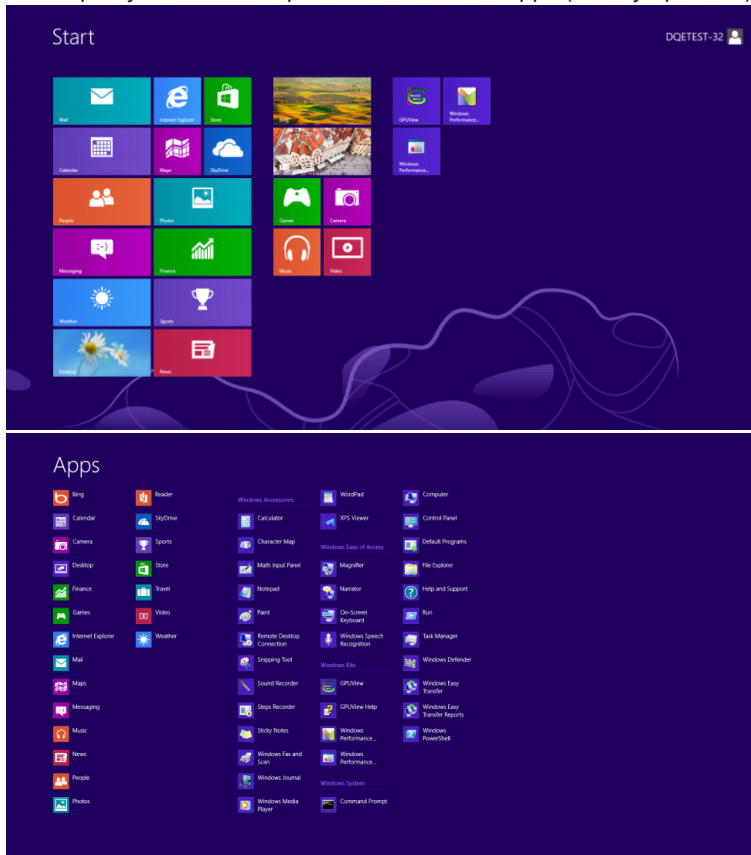 Start
DQETEST-32
Mail
Internet Explorer
Store
Bing
GPUView
Windows
Performance...
Calendar
Maps
SkyDrive
Windows
Performance...
People
Photos
Games
Camera
Messaging
Finance
Music
Video
Weather
Sports
Desktop
News
Apps
Bing
Calendar
Camera
Desktop
Finance
Games
Internet Explorer
Mail
Maps
Messaging
Music
News
People
Photos
Reader
SkyDrive
Sports
Store
Travel
Video
Weather
Windows Accessories
Calculator
Character Map
Math Input Panel
Notepad
Paint
Remote Desktop
Connection
Snipping Tool
Sound Recorder
Steps Recorder
Sticky Notes
Windows Fax and
Scan
Windows Journal
Windows Media
Player
WordPad
XPS Viewer
Windows Ease of Access
Magnifier
Narrator
On-Screen
Keyboard
Windows Speech
Recognition
Windows Kits
GPUView
GPUView Help
Windows
Performance...
Windows
Performance...
Windows System
Command Prompt
Computer
Control Panel
Default Programs
File Explorer
Help and Support
Run
Task Manager
Windows Defender
Windows Easy
Transfer
Windows Easy
Transfer Reports
Windows
PowerShell